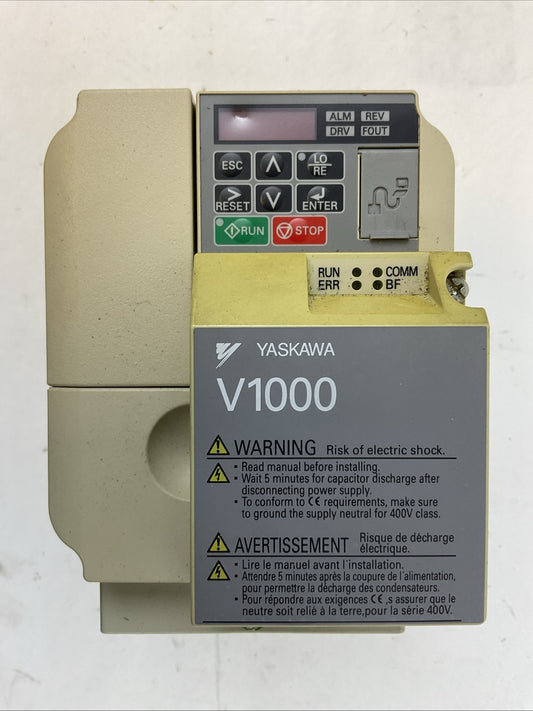 ALM REV
DRV FOUT
ESC
LO
RE
RESET
ENTER
RUN
STOP
RUN COMM
ERR BF
YASKAWA
V1000
WARNING Risk of electric shock.
• Read manual before installing.
• Wait 5 minutes for capacitor discharge after
disconnecting power supply.
• To conform to CE requirements, make sure
to ground the supply neutral for 400V class.
AVERTISSEMENT Risque de décharge
électrique.
• Lire le manuel avant l'installation.
• Attendre 5 minutes après la coupure de l'alimentation,
pour permettre la décharge des condensateurs.
• Pour répondre aux exigences CE, s assurer que le
neutre soit relié à la terre,pour la série 400V.